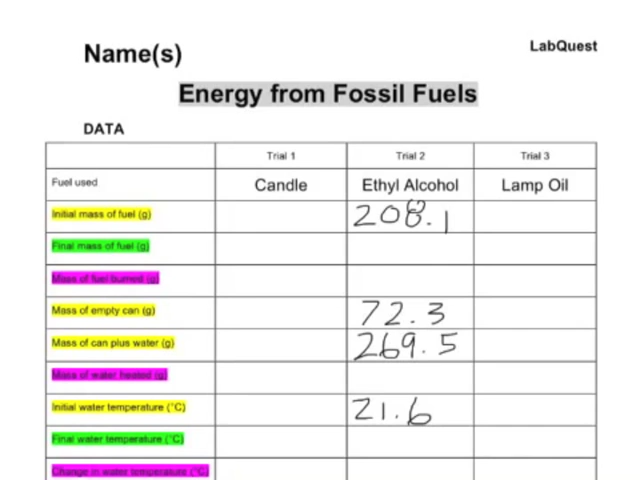 LabQuest
Name(s)
Energy from Fossil Fuels
DATA
Trial 1 Trial 2 Trial 3
Fuel used Candle Ethyl Alcohol Lamp Oil
Initial mass of fuel (g) 208.1
Final mass of fuel (g)
Mass of fuel burned (g)
Mass of empty can (g) 72.3
Mass of can plus water (g) 269.5
Mass of water heated (g)
Initial water temperature (°C) 21.6
Final water temperature (°C)
Change in water temperature (°C)